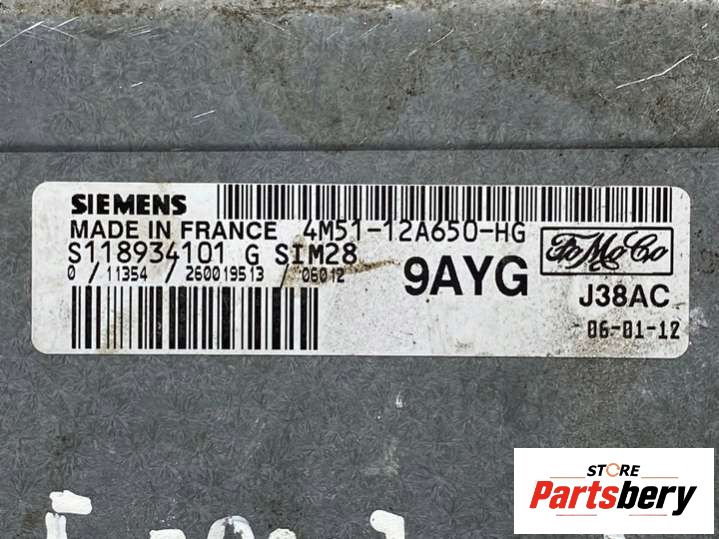 SIEMENS
MADE IN FRANCE 4M51-12A650-HG
S118934101 G SIM28
0 / 11354 / 260019513 / 06012
9AYG
FoMoCo
J38AC
06-01-12
STORE
Partsbery